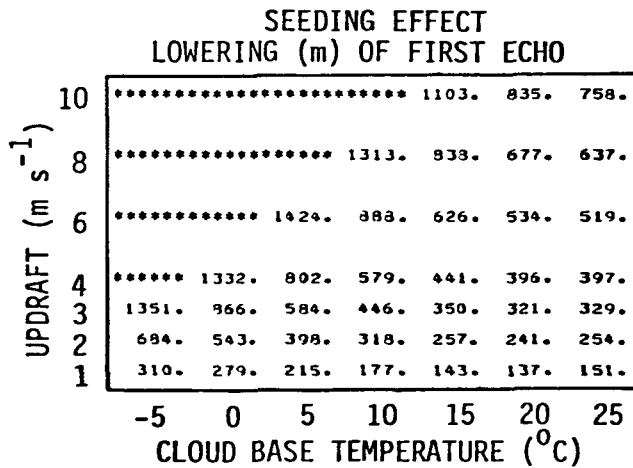 SEEDING EFFECT
LOWERING (m) OF FIRST ECHO
10 ************************ 1103. 835. 758.
8 ****************** 1313. 838. 677. 637.
6 ************ 1424. 888. 626. 534. 519.
4 ****** 1332. 802. 579. 441. 396. 397.
3 1351. 866. 584. 446. 350. 321. 329.
2 684. 543. 398. 318. 257. 241. 254.
1 310. 279. 215. 177. 143. 137. 151.
UPDRAFT (m s⁻¹)
-5 0 5 10 15 20 25
CLOUD BASE TEMPERATURE (°C)